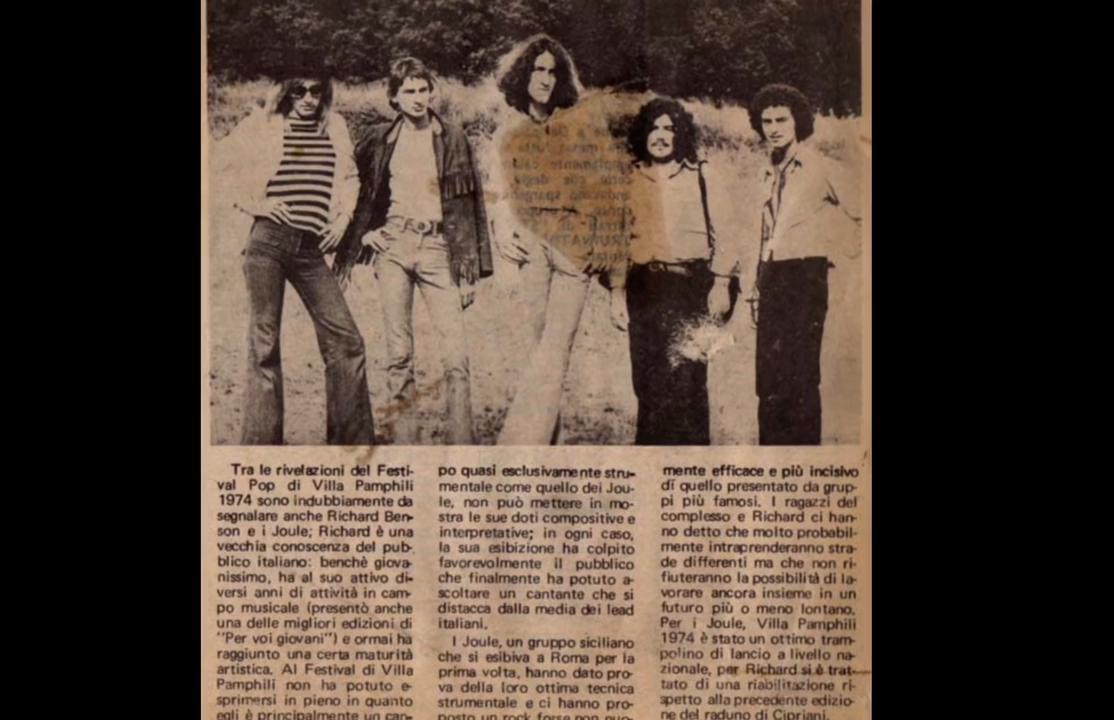 Tra le rivelazioni del Festi-
val Pop di Villa Pamphili
1974 sono indubbiamente da
segnalare anche Richard Ben-
son e i Joule; Richard è una
vecchia conoscenza del pub-
blico italiano: benchè giova-
nissimo, ha al suo attivo di-
versi anni di attività in cam-
po musicale (presentò anche
una delle migliori edizioni di
"Per voi giovani") e ormai ha
raggiunto una certa maturità
artistica. Al Festival di Villa
Pamphili non ha potuto e-
sprimersi in pieno in quanto
egli è principalmente un can-
po quasi esclusivamente stru-
mentale come quello dei Jou-
le, non può mettere in mo-
stra le sue doti compositive e
interpretative; in ogni caso,
la sua esibizione ha colpito
favorevolmente il pubblico
che finalmente ha potuto a-
scoltare un cantante che si
distacca dalla media dei lead
italiani.
I Joule, un gruppo siciliano
che si esibiva a Roma per la
prima volta, hanno dato pro-
va della loro ottima tecnica
strumentale e ci hanno pro-
posto un rock forse non nuo-
mente efficace e più incisivo
di quello presentato da grup-
pi più famosi. I ragazzi del
complesso e Richard ci han-
no detto che molto probabil-
mente intraprenderanno stra-
de differenti ma che non ri-
fiuteranno la possibilità di la-
vorare ancora insieme in un
futuro più o meno lontano.
Per i Joule, Villa Pamphili
1974 è stato un ottimo tram-
polino di lancio a livello na-
zionale, per Richard si è trat-
tato di una riabilitazione ri-
spetto alla precedente edizio-
ne del raduno di Cipriani.